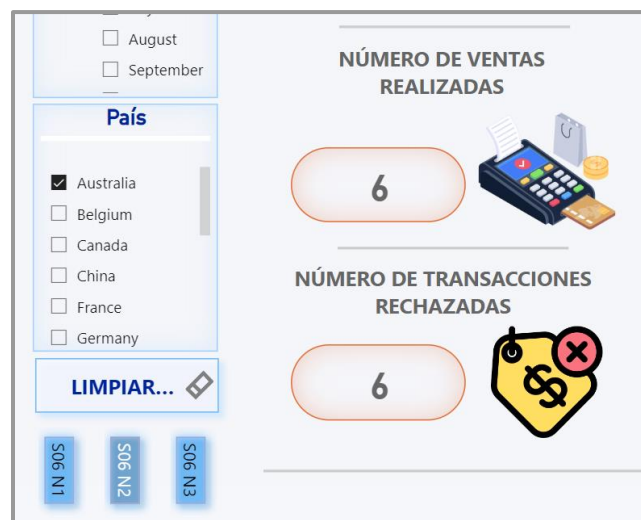 August
September
País
Australia
Belgium
Canada
China
France
Germany
LIMPIAR...
S06 N1
S06 N2
S06 N3
NÚMERO DE VENTAS
REALIZADAS
6
NÚMERO DE TRANSACCIONES
RECHAZADAS
6